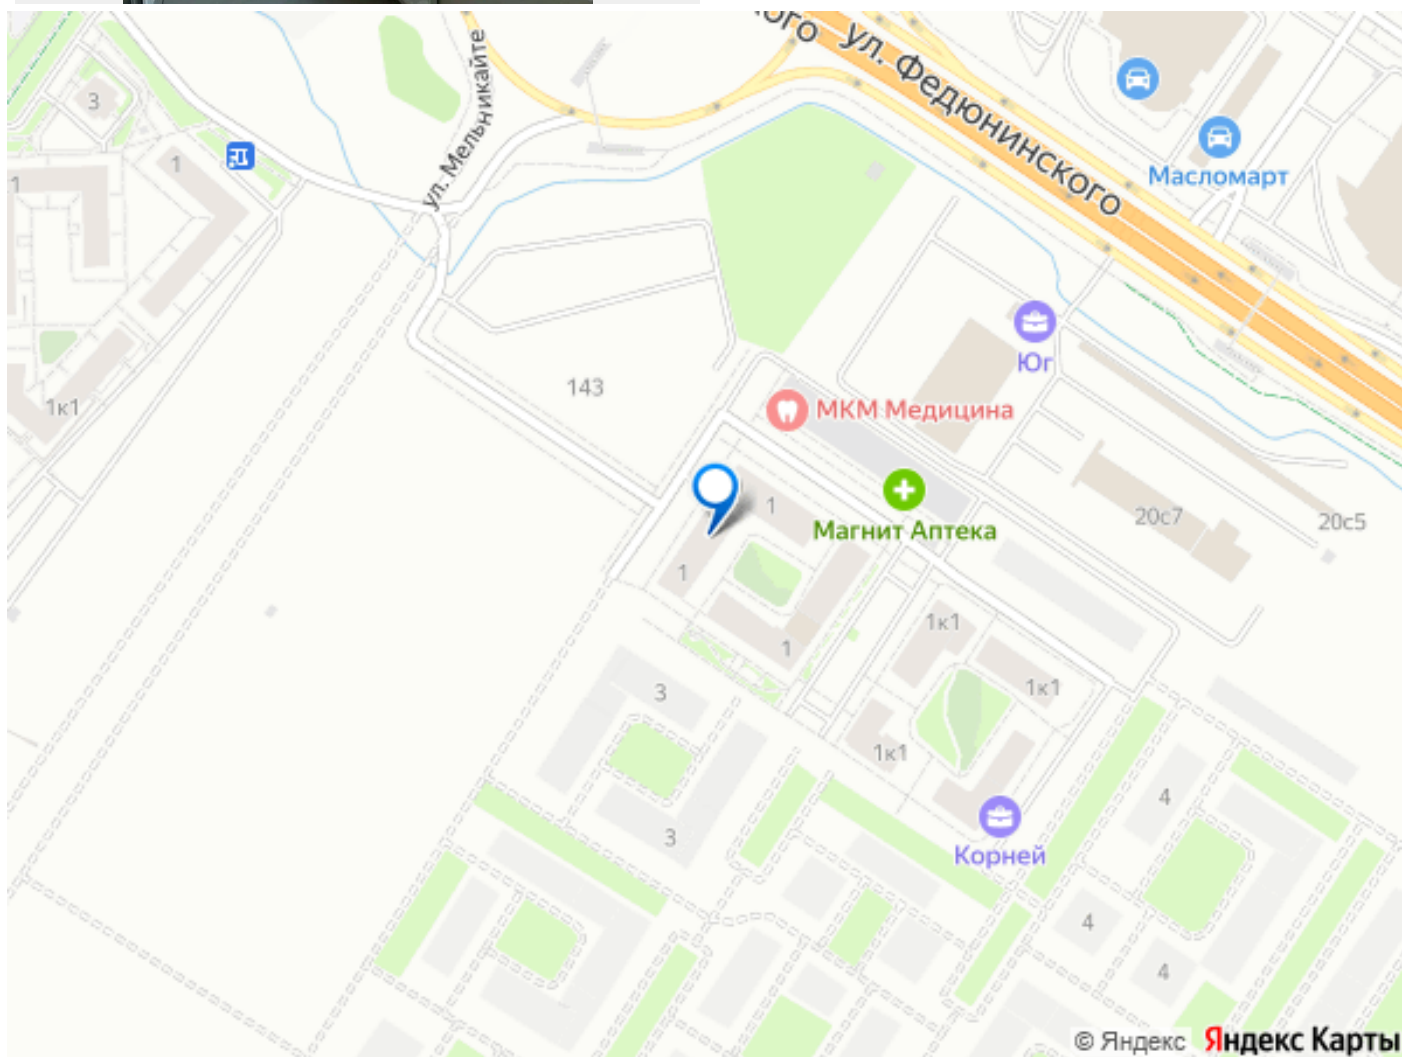 ого
ул. Федюнинского
ул. Мельникайте
3
1
1
Масломарт
1к1
143
Юг
МКМ Медицина
1
Магнит Аптека
20с7
20с5
1
1к1
1
3
1к1
1к1
3
4
Корней
4
4
© Яндекс Яндекс Карты